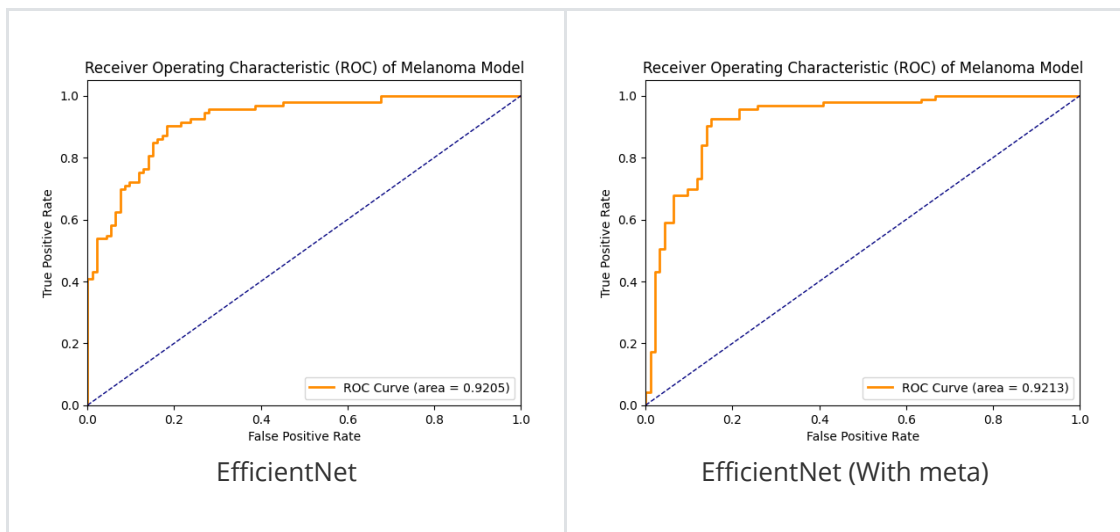 Receiver Operating Characteristic (ROC) of Melanoma Model
True Positive Rate
1.0
0.8
0.6
0.4
0.2
0.0
ROC Curve (area = 0.9205)
0.0 0.2 0.4 0.6 0.8 1.0
False Positive Rate
EfficientNet
Receiver Operating Characteristic (ROC) of Melanoma Model
True Positive Rate
1.0
0.8
0.6
0.4
0.2
0.0
ROC Curve (area = 0.9213)
0.0 0.2 0.4 0.6 0.8 1.0
False Positive Rate
EfficientNet (With meta)